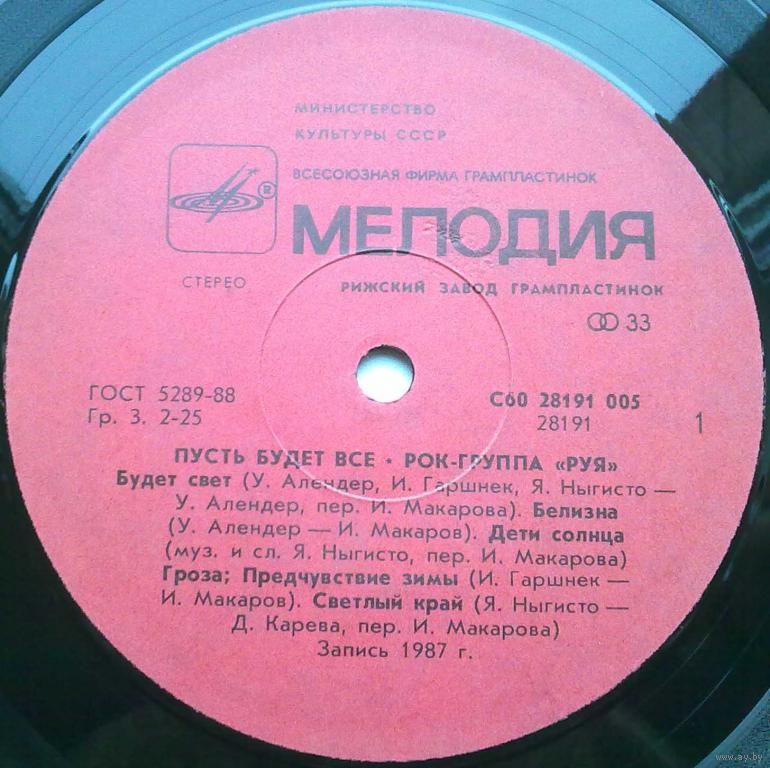 МИНИСТЕРСТВО
КУЛЬТУРЫ СССР
ВСЕСОЮЗНАЯ ФИРМА ГРАМПЛАСТИНОК
®
МЕЛОДИЯ
СТЕРЕО
РИЖСКИЙ ЗАВОД ГРАМПЛАСТИНОК
33
ГОСТ 5289-88
Гр. 3. 2-25
С60 28191 005
28191
1
ПУСТЬ БУДЕТ ВСЕ • РОК-ГРУППА «РУЯ»
Будет свет (У. Алендер, И. Гаршнек, Я. Ныгисто —
У. Алендер, пер. И. Макарова). Белизна
(У. Алендер — И. Макаров). Дети солнца
(муз. и сл. Я. Ныгисто, пер. И. Макарова)
Гроза; Предчувствие зимы (И. Гаршнек —
И. Макаров). Светлый край (Я. Ныгисто —
Д. Карева, пер. И. Макарова)
Запись 1987 г.
www.ay.by